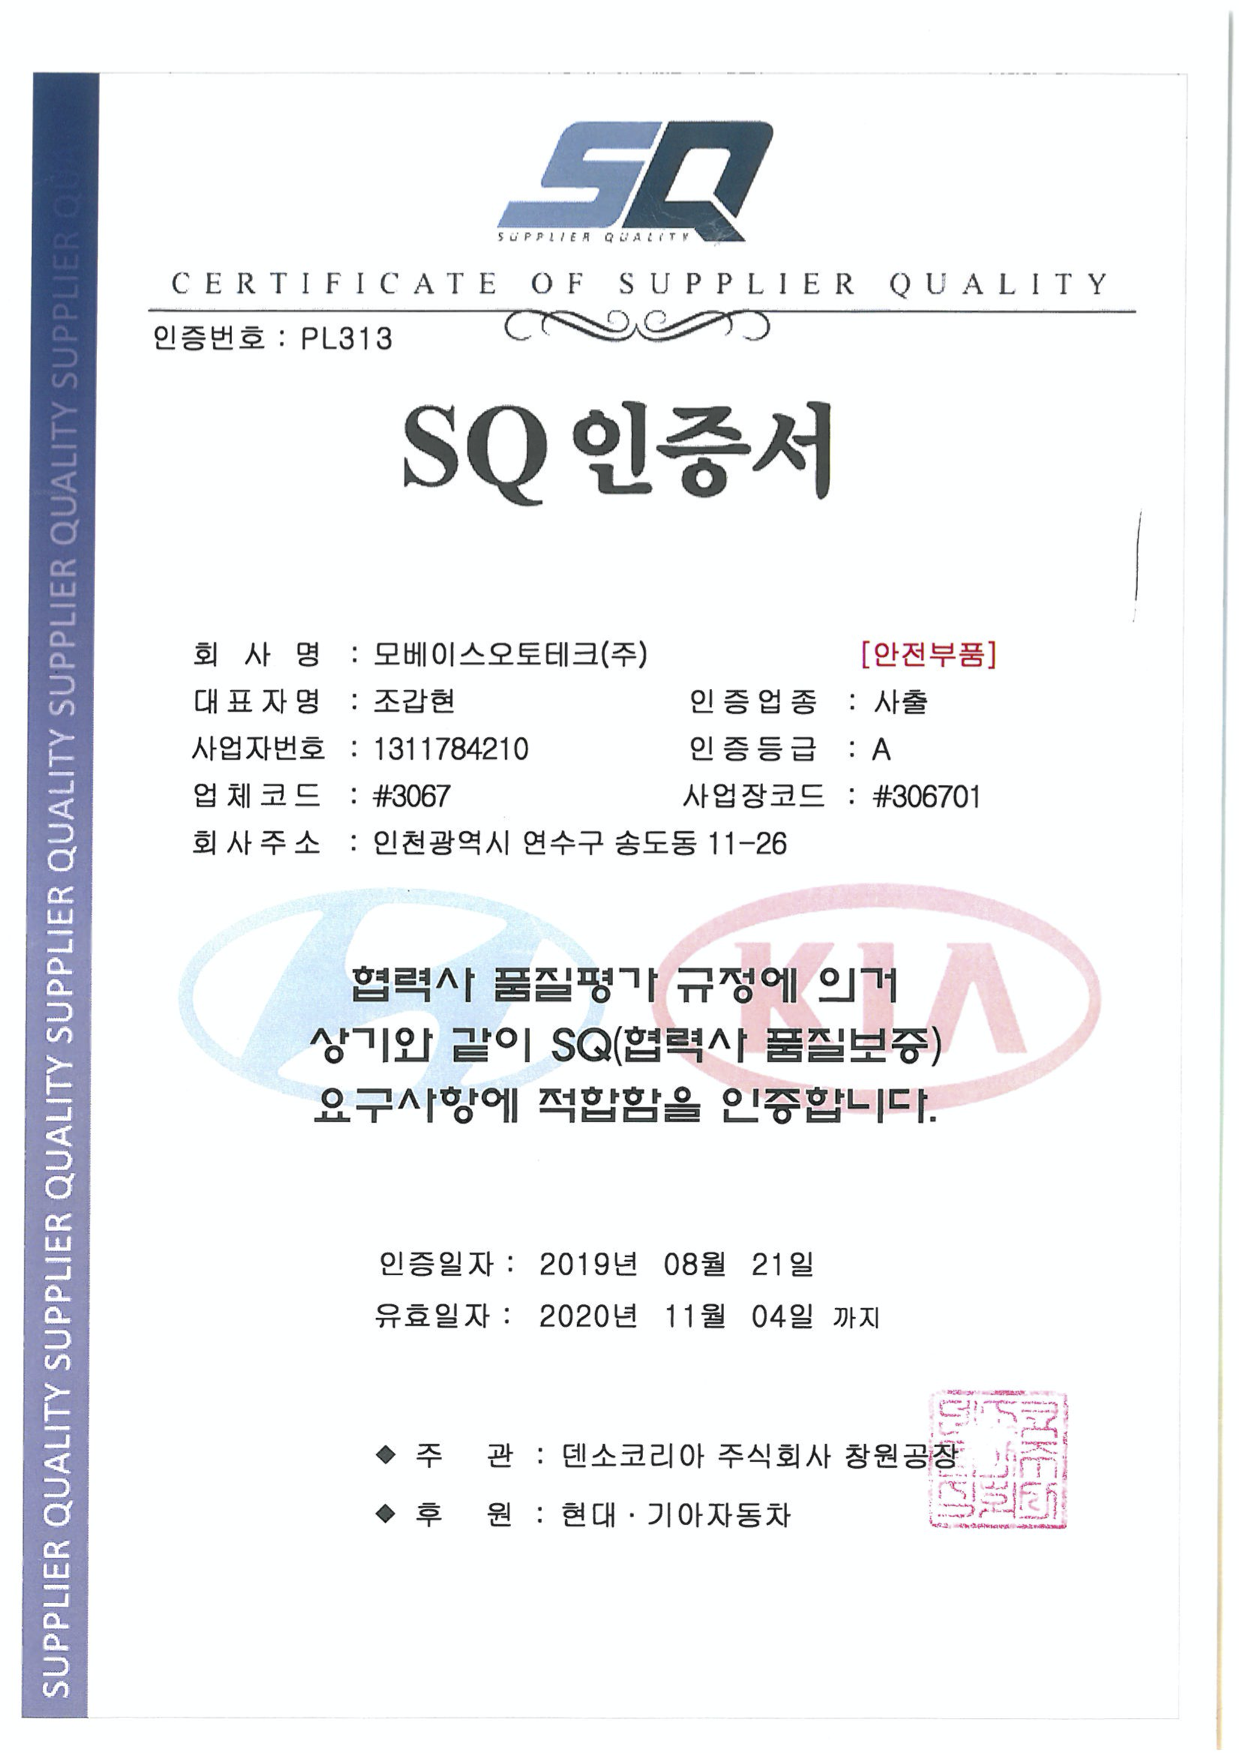 SQ
SUPPLIER QUALITY
CERTIFICATE OF SUPPLIER QUALITY
인증번호 : PL313
SQ 인증서
회 사 명 : 모베이스오토테크(주) [안전부품]
대표자명 : 조갑현 인증업종 : 사출
사업자번호 : 1311784210 인증등급 : A
업체코드 : #3067 사업장코드 : #306701
회사주소 : 인천광역시 연수구 송도동 11-26
KIA
협력사 품질평가 규정에 의거
상기와 같이 SQ(협력사 품질보증)
요구사항에 적합함을 인증합니다.
인증일자 : 2019년 08월 21일
유효일자 : 2020년 11월 04일 까지
◆ 주 관 : 덴소코리아 주식회사 창원공장
◆ 후 원 : 현대 · 기아자동차
SUPPLIER QUALITY SUPPLIER QUALITY SUPPLIER QUALITY SUPPLIER QUALITY SUPPLIER QUALITY SUPPLIER QU